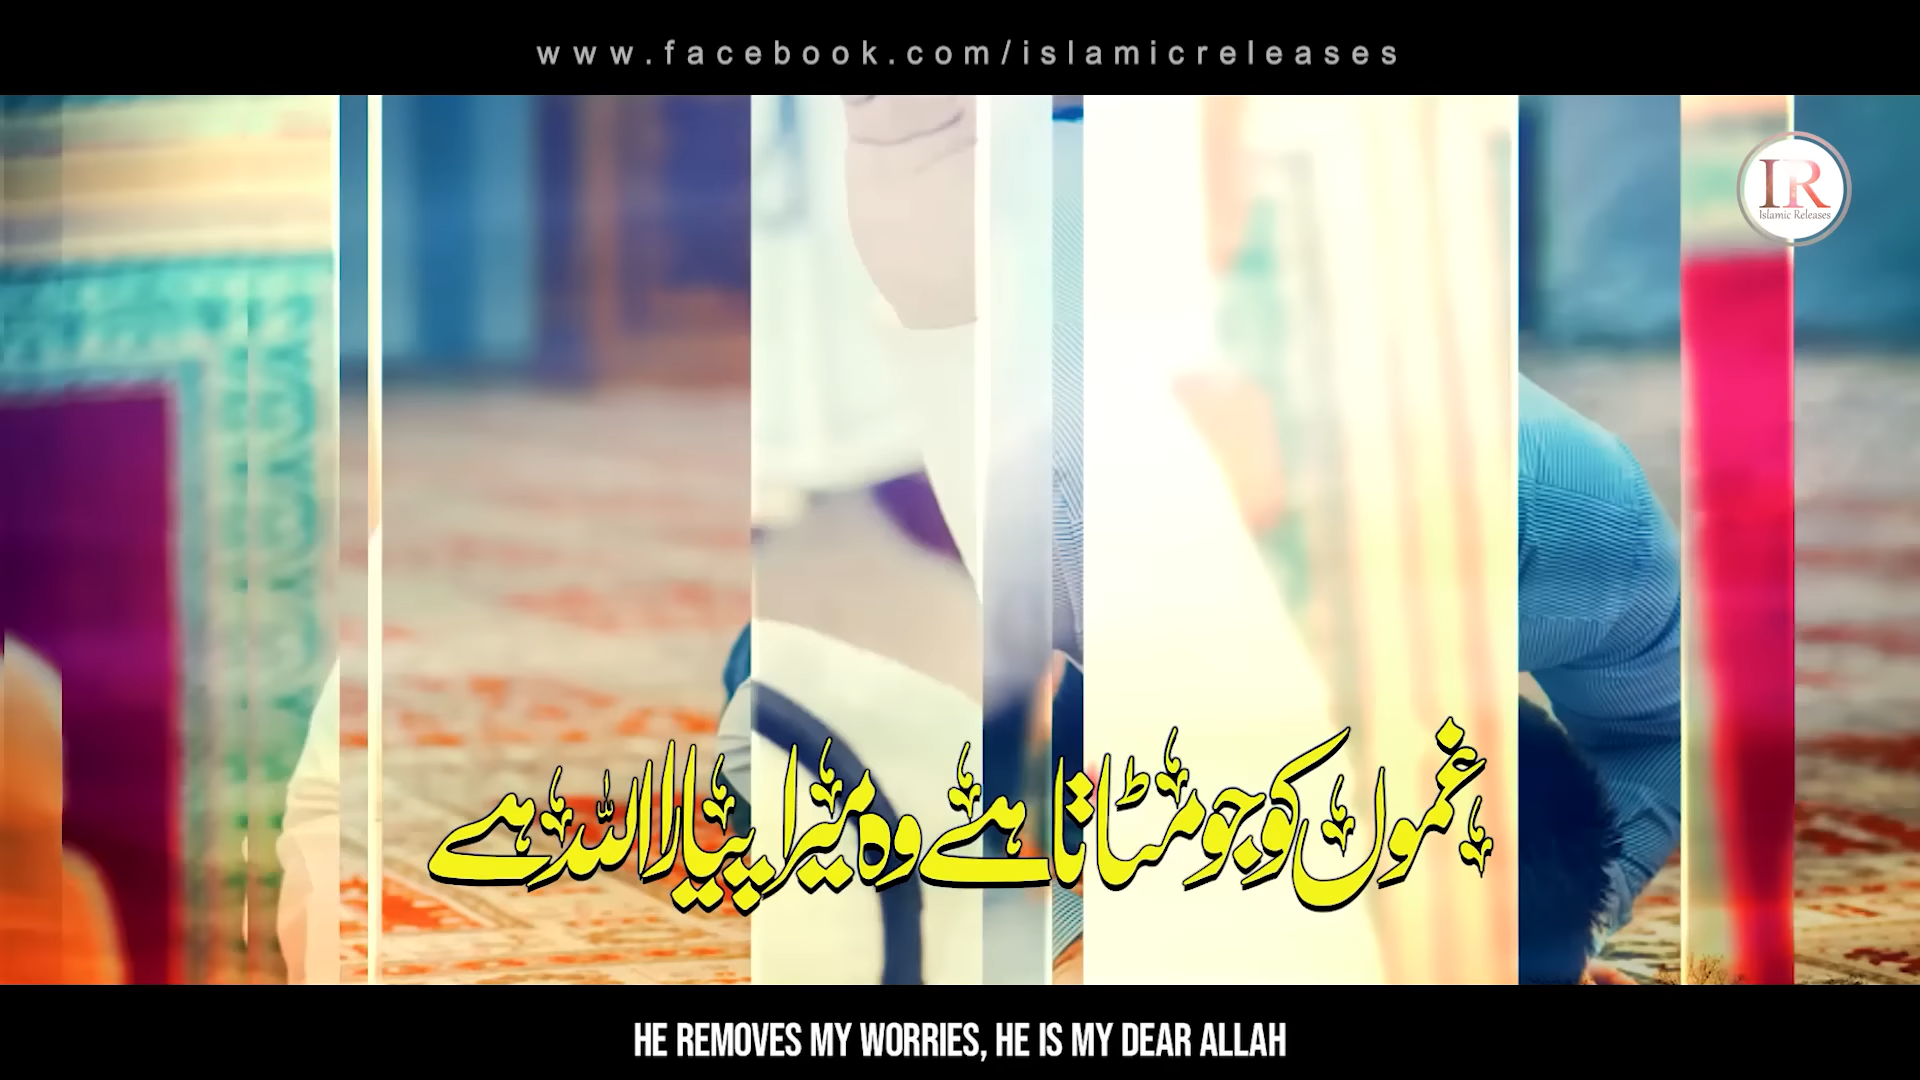 www.facebook.com/islamicreleases
IR
Islamic Releases
غموں کو جو مٹاتا ہے وہ میرا پیارا اللہ ہے
HE REMOVES MY WORRIES, HE IS MY DEAR ALLAH